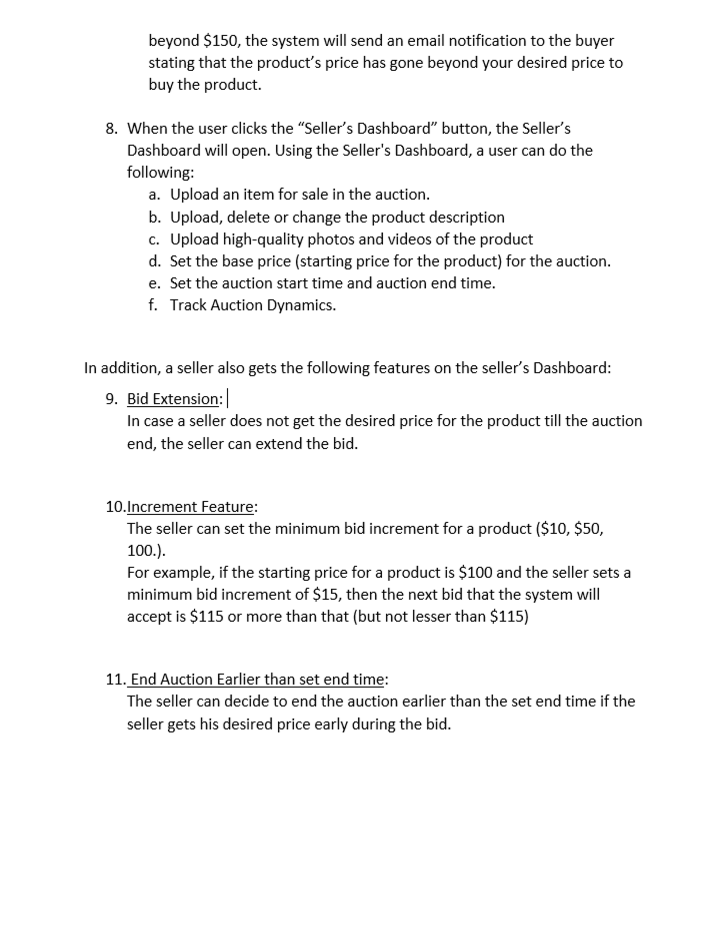 beyond $150, the system will send an email notification to the buyer
stating that the product’s price has gone beyond your desired price to
buy the product.
8. When the user clicks the “Seller’s Dashboard” button, the Seller’s
Dashboard will open. Using the Seller's Dashboard, a user can do the
following:
a. Upload an item for sale in the auction.
b. Upload, delete or change the product description
c. Upload high-quality photos and videos of the product
d. Set the base price (starting price for the product) for the auction.
e. Set the auction start time and auction end time.
f. Track Auction Dynamics.
In addition, a seller also gets the following features on the seller’s Dashboard:
9. Bid Extension:
In case a seller does not get the desired price for the product till the auction
end, the seller can extend the bid.
10.Increment Feature:
The seller can set the minimum bid increment for a product ($10, $50,
100.).
For example, if the starting price for a product is $100 and the seller sets a
minimum bid increment of $15, then the next bid that the system will
accept is $115 or more than that (but not lesser than $115)
11. End Auction Earlier than set end time:
The seller can decide to end the auction earlier than the set end time if the
seller gets his desired price early during the bid.